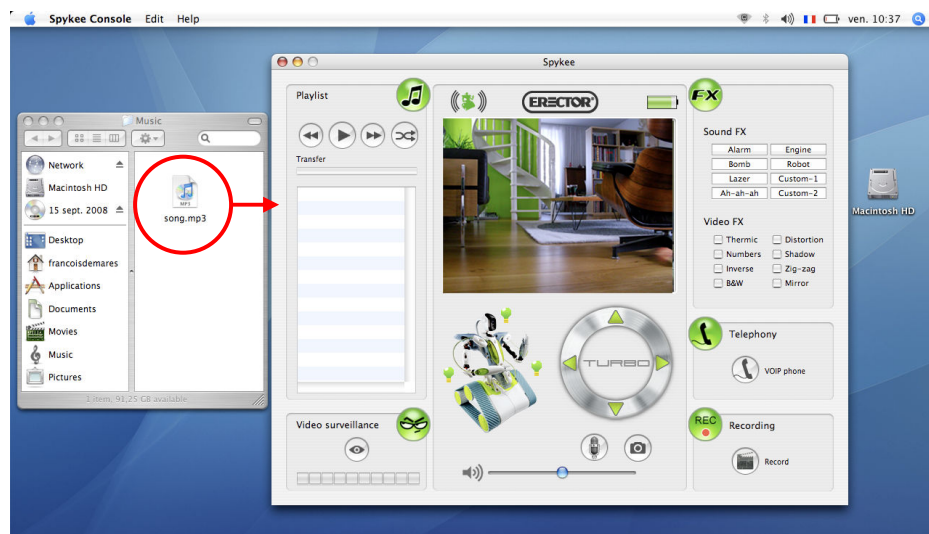 Spykee Console Edit Help
ven. 10:37
Spykee
Music
Network
Macintosh HD
15 sept. 2008
Desktop
francoisdemares
Applications
Documents
Movies
Music
Pictures
MP3
song.mp3
1 item, 91,25 GB available
Playlist
Transfer
Video surveillance
ERECTOR
TURBO
FX
Sound FX
Alarm Engine
Bomb Robot
Lazer Custom-1
Ah-ah-ah Custom-2
Video FX
Thermic Distortion
Numbers Shadow
Inverse Zig-zag
B&W Mirror
Telephony
VOIP phone
REC
Recording
Record
Macintosh HD